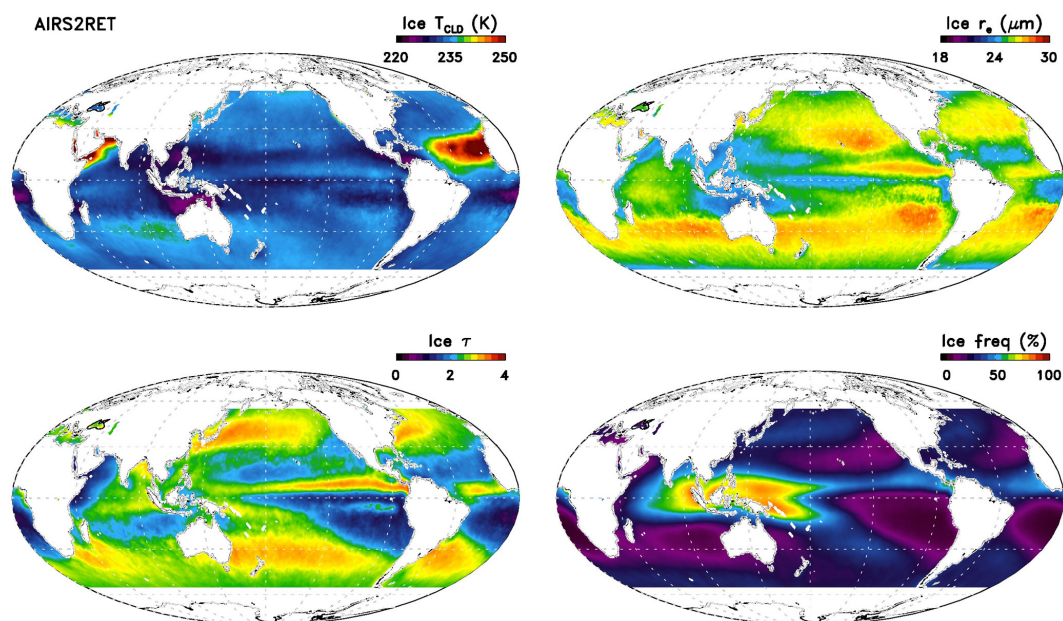 AIRS2RET
Ice T_CLD (K)
220 235 250
Ice r_e (μm)
18 24 30
Ice τ
0 2 4
Ice freq (%)
0 50 100